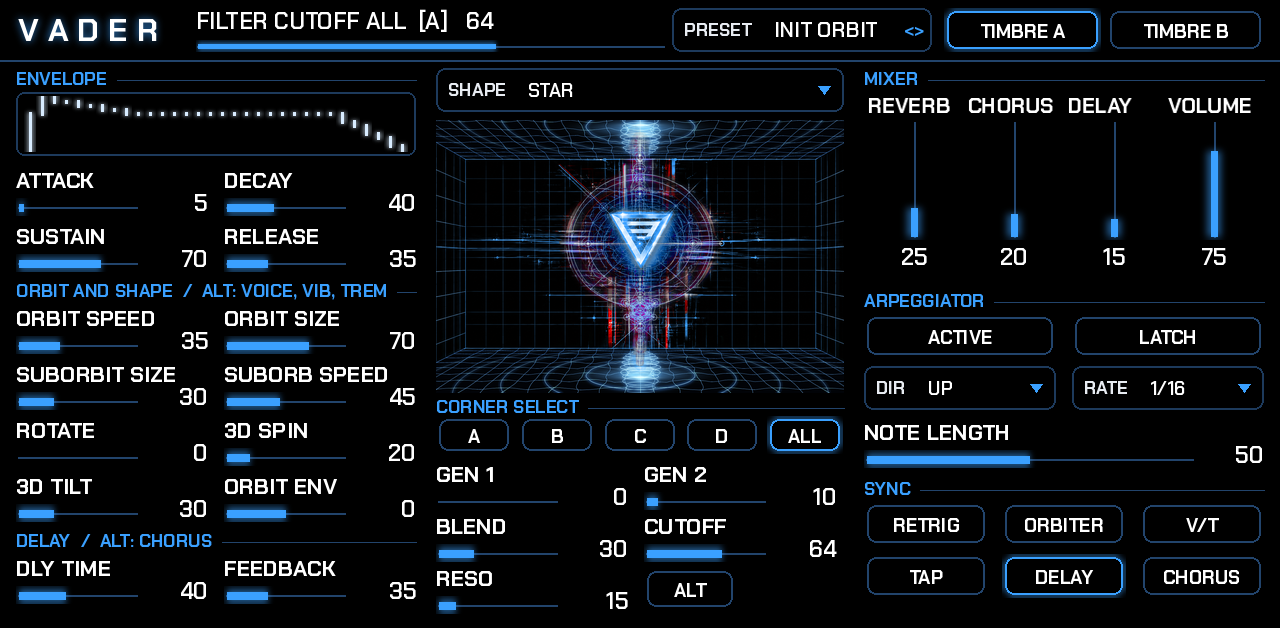 VADER
FILTER CUTOFF ALL [A] 64
PRESET INIT ORBIT <>
TIMBRE A
TIMBRE B
ENVELOPE
ATTACK 5
DECAY 40
SUSTAIN 70
RELEASE 35
ORBIT AND SHAPE / ALT: VOICE, VIB, TREM
ORBIT SPEED 35
ORBIT SIZE 70
SUBORBIT SIZE 30
SUBORB SPEED 45
ROTATE 0
3D SPIN 20
3D TILT 30
ORBIT ENV 0
DELAY / ALT: CHORUS
DLY TIME 40
FEEDBACK 35
SHAPE STAR
CORNER SELECT
A B C D ALL
GEN 1 0
GEN 2 10
BLEND 30
CUTOFF 64
RESO 15
ALT
MIXER
REVERB CHORUS DELAY VOLUME
25 20 15 75
ARPEGGIATOR
ACTIVE LATCH
DIR UP
RATE 1/16
NOTE LENGTH 50
SYNC
RETRIG ORBITER V/T
TAP DELAY CHORUS